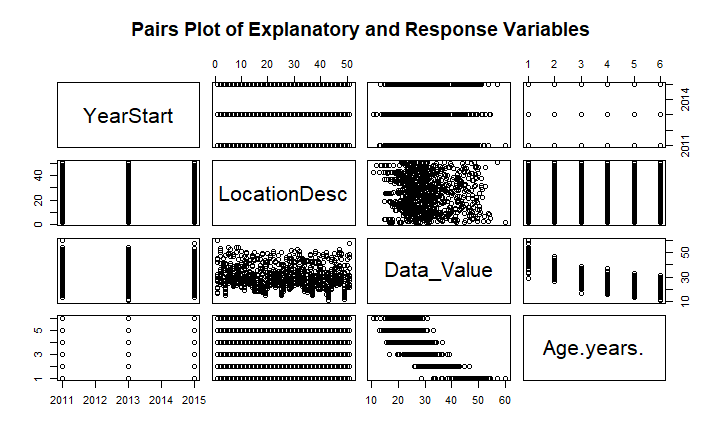 Pairs Plot of Explanatory and Response Variables
0 10 20 30 40 50
1 2 3 4 5 6
YearStart
2011 2014
0 20 40
LocationDesc
Data_Value
10 30 50
1 3 5
Age.years.
2011 2012 2013 2014 2015
10 20 30 40 50 60